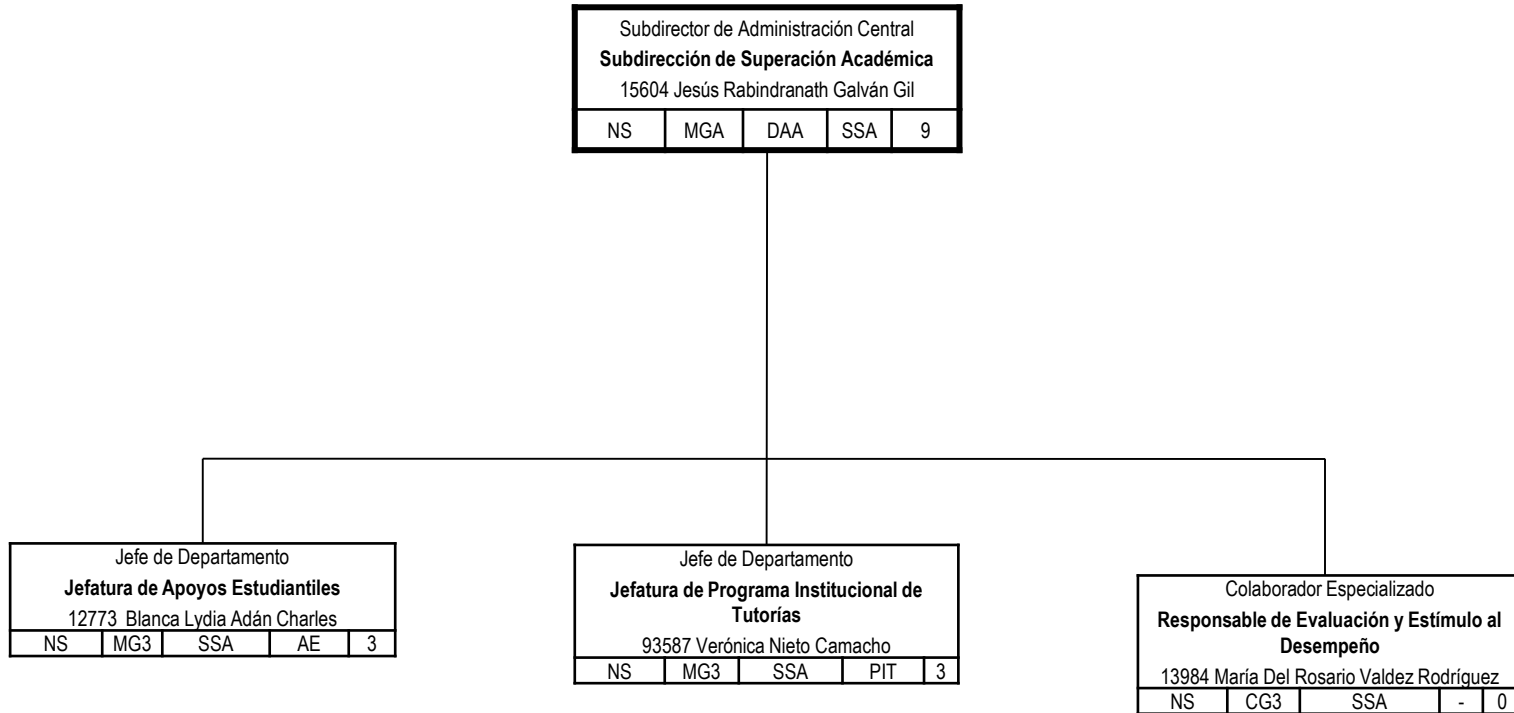 Subdirector de Administración Central
Subdirección de Superación Académica
15604 Jesús Rabindranath Galván Gil
NS MGA DAA SSA 9
Jefe de Departamento
Jefatura de Apoyos Estudiantiles
12773 Blanca Lydia Adán Charles
NS MG3 SSA AE 3
Jefe de Departamento
Jefatura de Programa Institucional de
Tutorías
93587 Verónica Nieto Camacho
NS MG3 SSA PIT 3
Colaborador Especializado
Responsable de Evaluación y Estímulo al
Desempeño
13984 María Del Rosario Valdez Rodríguez
NS CG3 SSA - 0